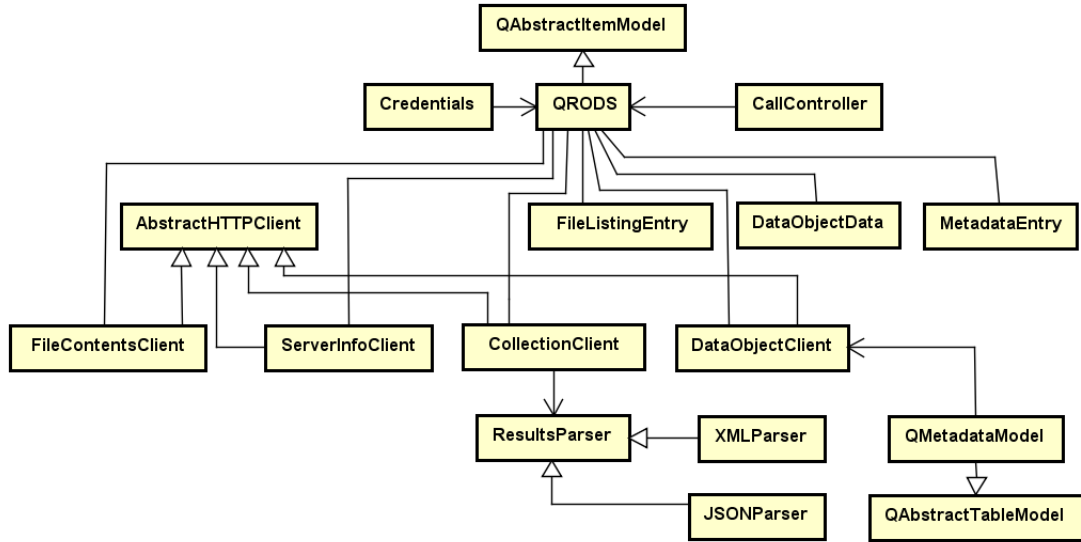 QAbstractItemModel
Credentials
QRODS
CallController
AbstractHTTPClient
FileListingEntry
DataObjectData
MetadataEntry
FileContentsClient
ServerInfoClient
CollectionClient
DataObjectClient
ResultsParser
XMLParser
QMetadataModel
JSONParser
QAbstractTableModel